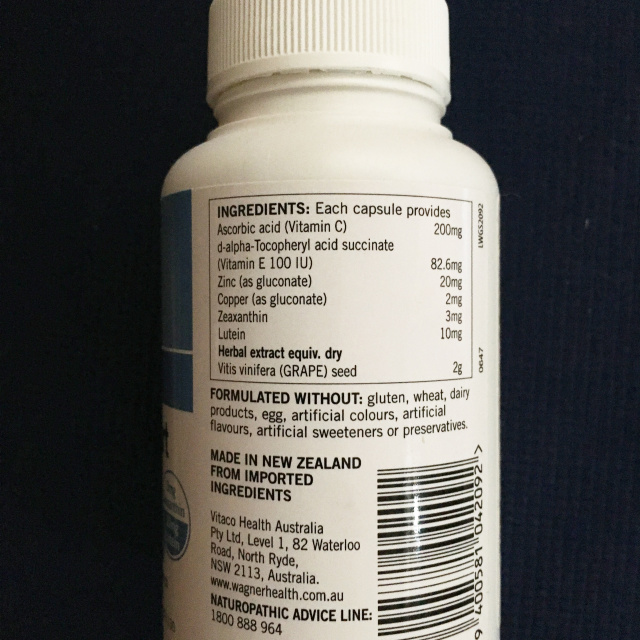 INGREDIENTS: Each capsule provides
Ascorbic acid (Vitamin C) 200mg
d-alpha-Tocopheryl acid succinate
(Vitamin E 100 IU) 82.6mg
Zinc (as gluconate) 20mg
Copper (as gluconate) 2mg
Zeaxanthin 3mg
Lutein 10mg
Herbal extract equiv. dry
Vitis vinifera (GRAPE) seed 2g
LWGS2092
0647
FORMULATED WITHOUT: gluten, wheat, dairy
products, egg, artificial colours, artificial
flavours, artificial sweeteners or preservatives.
MADE IN NEW ZEALAND
FROM IMPORTED
INGREDIENTS
Vitaco Health Australia
Pty Ltd, Level 1, 82 Waterloo
Road, North Ryde,
NSW 2113, Australia.
www.wagnerhealth.com.au
NATUROPATHIC ADVICE LINE:
1800 888 964
9 400581 042092 >